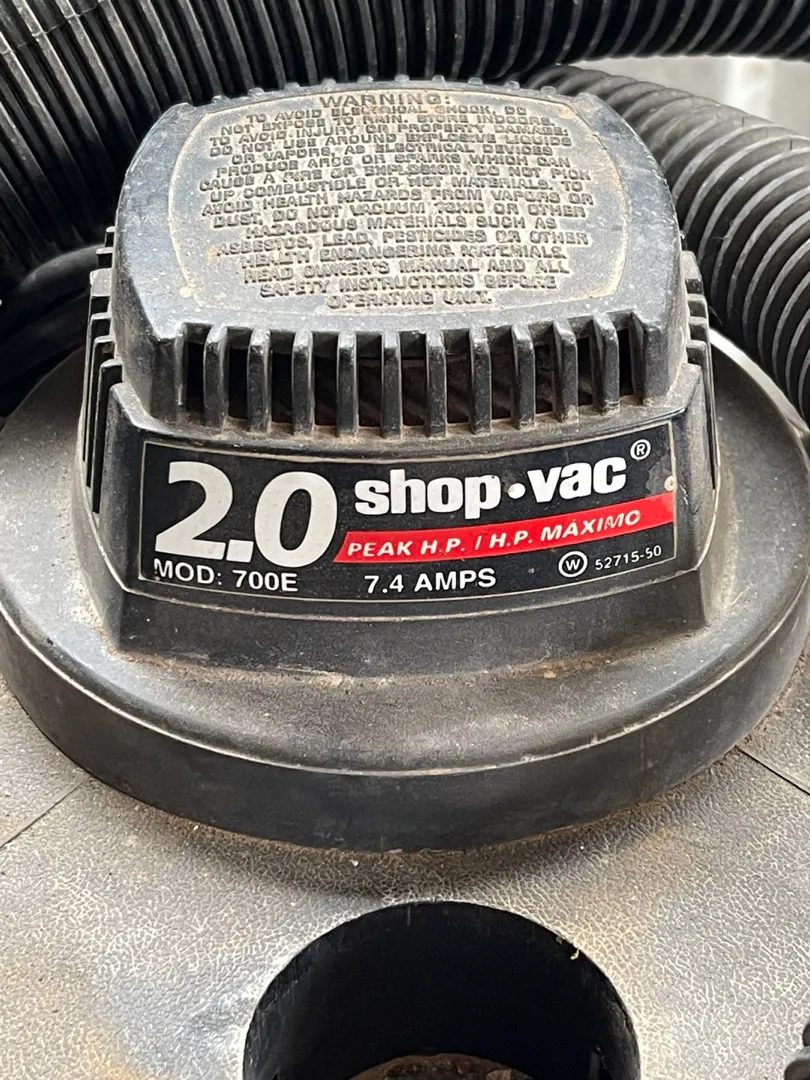 WARNING:
TO AVOID ELECTRICAL SHOCK, DO
NOT EXPOSE TO RAIN. STORE INDOORS.
TO AVOID INJURY OR PROPERTY DAMAGE:
DO NOT USE AROUND EXPLOSIVE LIQUIDS
OR VAPORS, AS ELECTRICAL DEVICES
PRODUCE ARCS OR SPARKS WHICH CAN
CAUSE A FIRE OR EXPLOSION. DO NOT PICK
UP COMBUSTIBLE OR HOT MATERIALS. TO
AVOID HEALTH HAZARDS FROM VAPORS OR
DUST, DO NOT VACUUM TOXIC OR OTHER
HAZARDOUS MATERIALS SUCH AS
ASBESTOS, LEAD, PESTICIDES OR OTHER
HEALTH ENDANGERING MATERIALS.
READ OWNER'S MANUAL AND ALL
SAFETY INSTRUCTIONS BEFORE
OPERATING UNIT.
2.0 shop·vac®
PEAK H.P. / H.P. MÁXIMO
MOD: 700E 7.4 AMPS W 52715-50